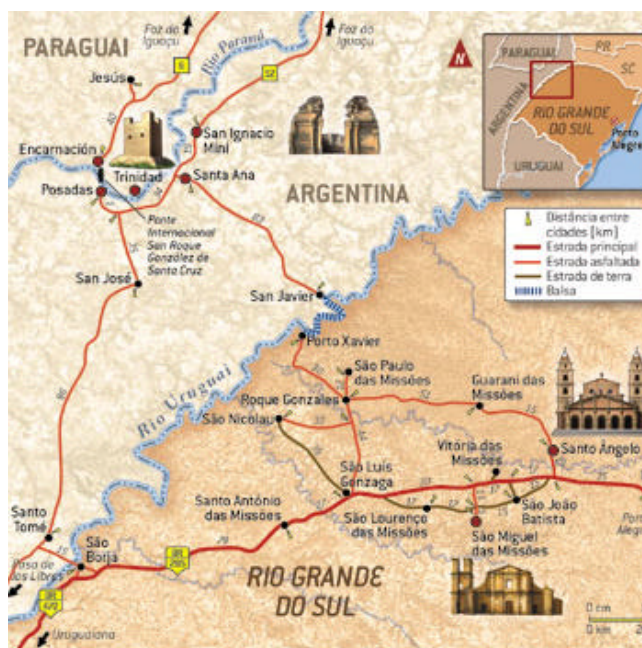 Foz do
Iguaçu
Foz do
Iguaçu
PARAGUAI
Rio Paraná
N
PARAGUAI
PR
SC
ARGENTINA
RIO GRANDE
DO SUL
Porto
Alegre
URUGUAI
Jesús
6
12
San Ignacio
Mini
Encarnación
Trinidad
Posadas
Santa Ana
ARGENTINA
Ponte
Internacional
San Roque
González de
Santa Cruz
Distância entre
cidades [km]
Estrada principal
Estrada asfaltada
Estrada de terra
Balsa
San José
San Javier
Porto Xavier
Rio Uruguai
São Paulo
das Missões
Roque Gonzales
Guarani das
Missões
São Nicolau
Vitória das
Missões
Santo Ângelo
São Luís
Gonzaga
Santo Antônio
das Missões
São Lourenço
das Missões
São João
Batista
São Miguel
das Missões
Santo
Tomé
São
Borja
Paso de
los Libres
RIO GRANDE
DO SUL
Uruguaiana
0 cm
0 km